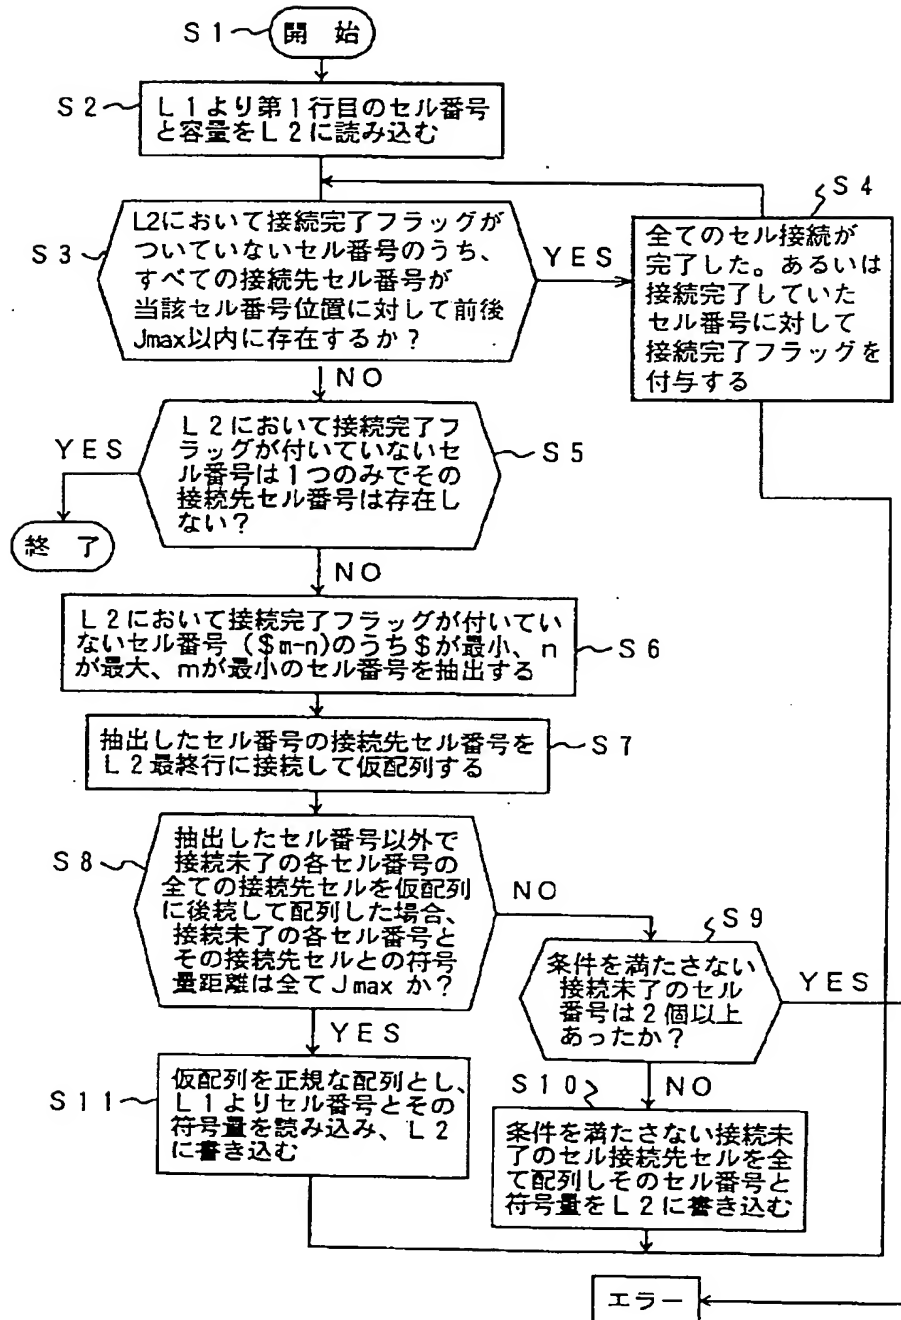 S1
開 始
S2
L1より第1行目のセル番号
と容量をL2に読み込む
S3
L2において接続完了フラッグが
ついていないセル番号のうち、
すべての接続先セル番号が
当該セル番号位置に対して前後
Jmax以内に存在するか？
YES
S4
全てのセル接続が
完了した。あるいは
接続完了していた
セル番号に対して
接続完了フラッグを
付与する
NO
S5
L2において接続完了フ
ラッグが付いていないセ
ル番号は1つのみでその
接続先セル番号は存在し
ない？
YES
終 了
NO
S6
L2において接続完了フラッグが付いてい
ないセル番号（$m-n)のうち$が最小、n
が最大、mが最小のセル番号を抽出する
S7
抽出したセル番号の接続先セル番号を
L2最終行に接続して仮配列する
S8
抽出したセル番号以外で
接続未了の各セル番号の
全ての接続先セルを仮配列
に後続して配列した場合、
接続未了の各セル番号と
その接続先セルとの符号
量距離は全てJmaxか？
NO
S9
条件を満たさない
接続未了のセル
番号は2個以上
あったか？
YES
YES
S11
仮配列を正規な配列とし、
L1よりセル番号とその
符号量を読み込み、L2
に書き込む
NO
S10
条件を満たさない接続未
了のセル接続先セルを全
て配列しそのセル番号と
符号量をL2に書き込む
エラー